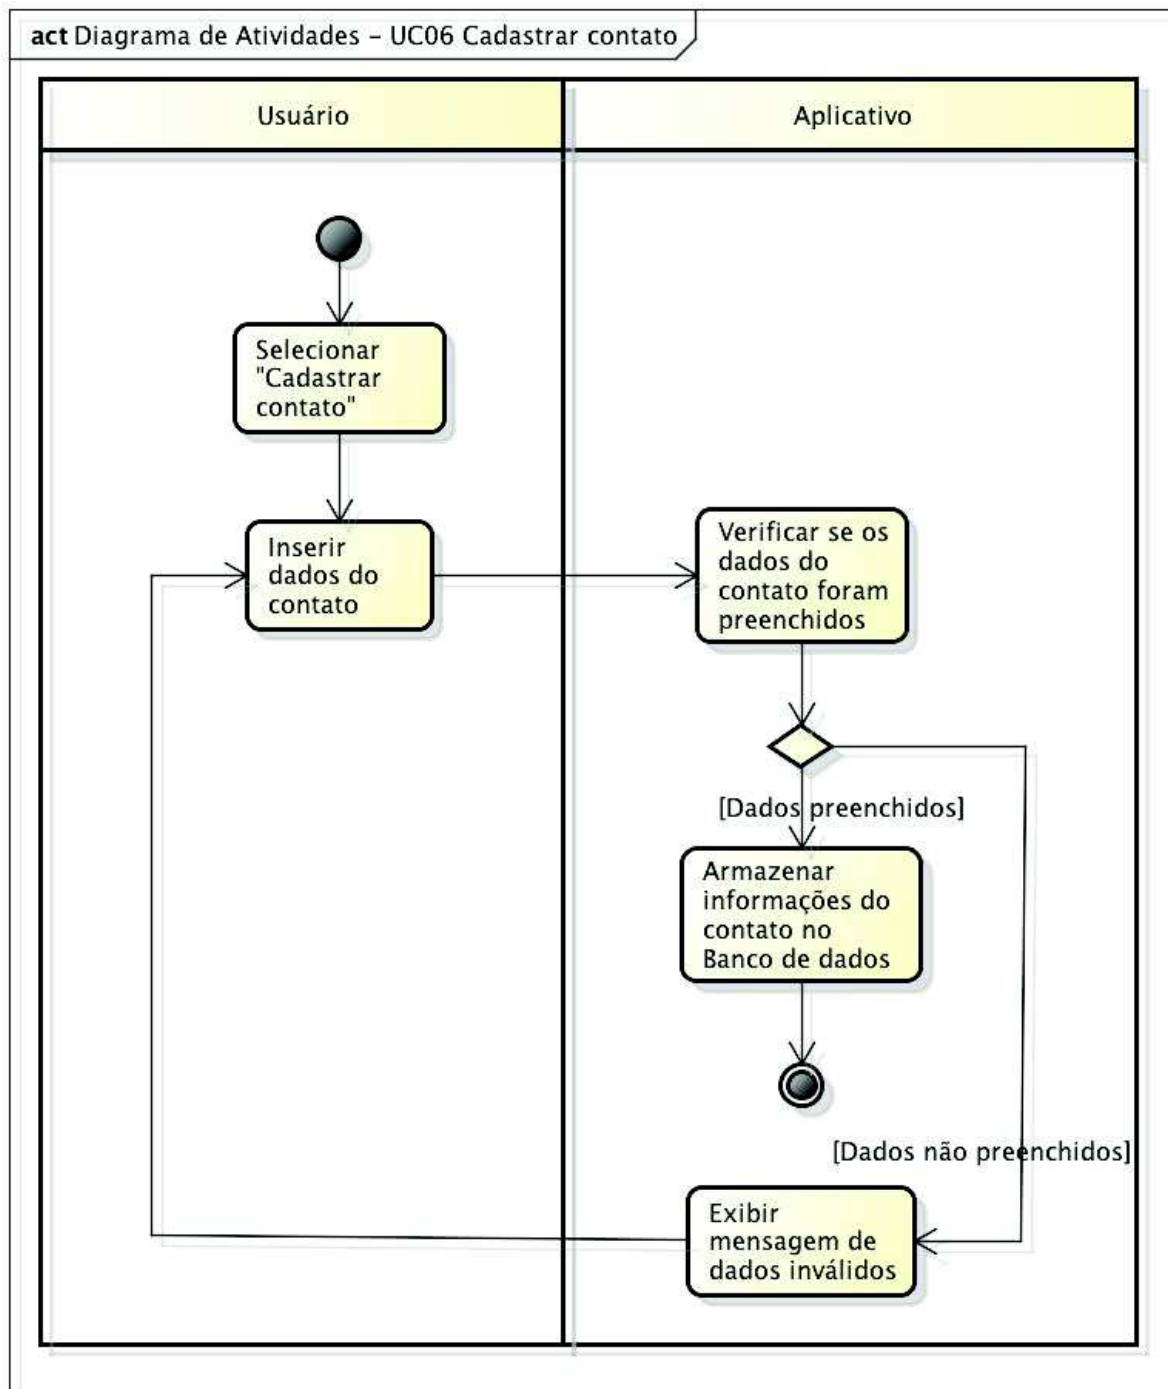 act Diagrama de Atividades – UC06 Cadastrar contato
Usuário
Aplicativo
Selecionar
"Cadastrar
contato"
Inserir
dados do
contato
Verificar se os
dados do
contato foram
preenchidos
[Dados preenchidos]
Armazenar
informações do
contato no
Banco de dados
[Dados não preenchidos]
Exibir
mensagem de
dados inválidos